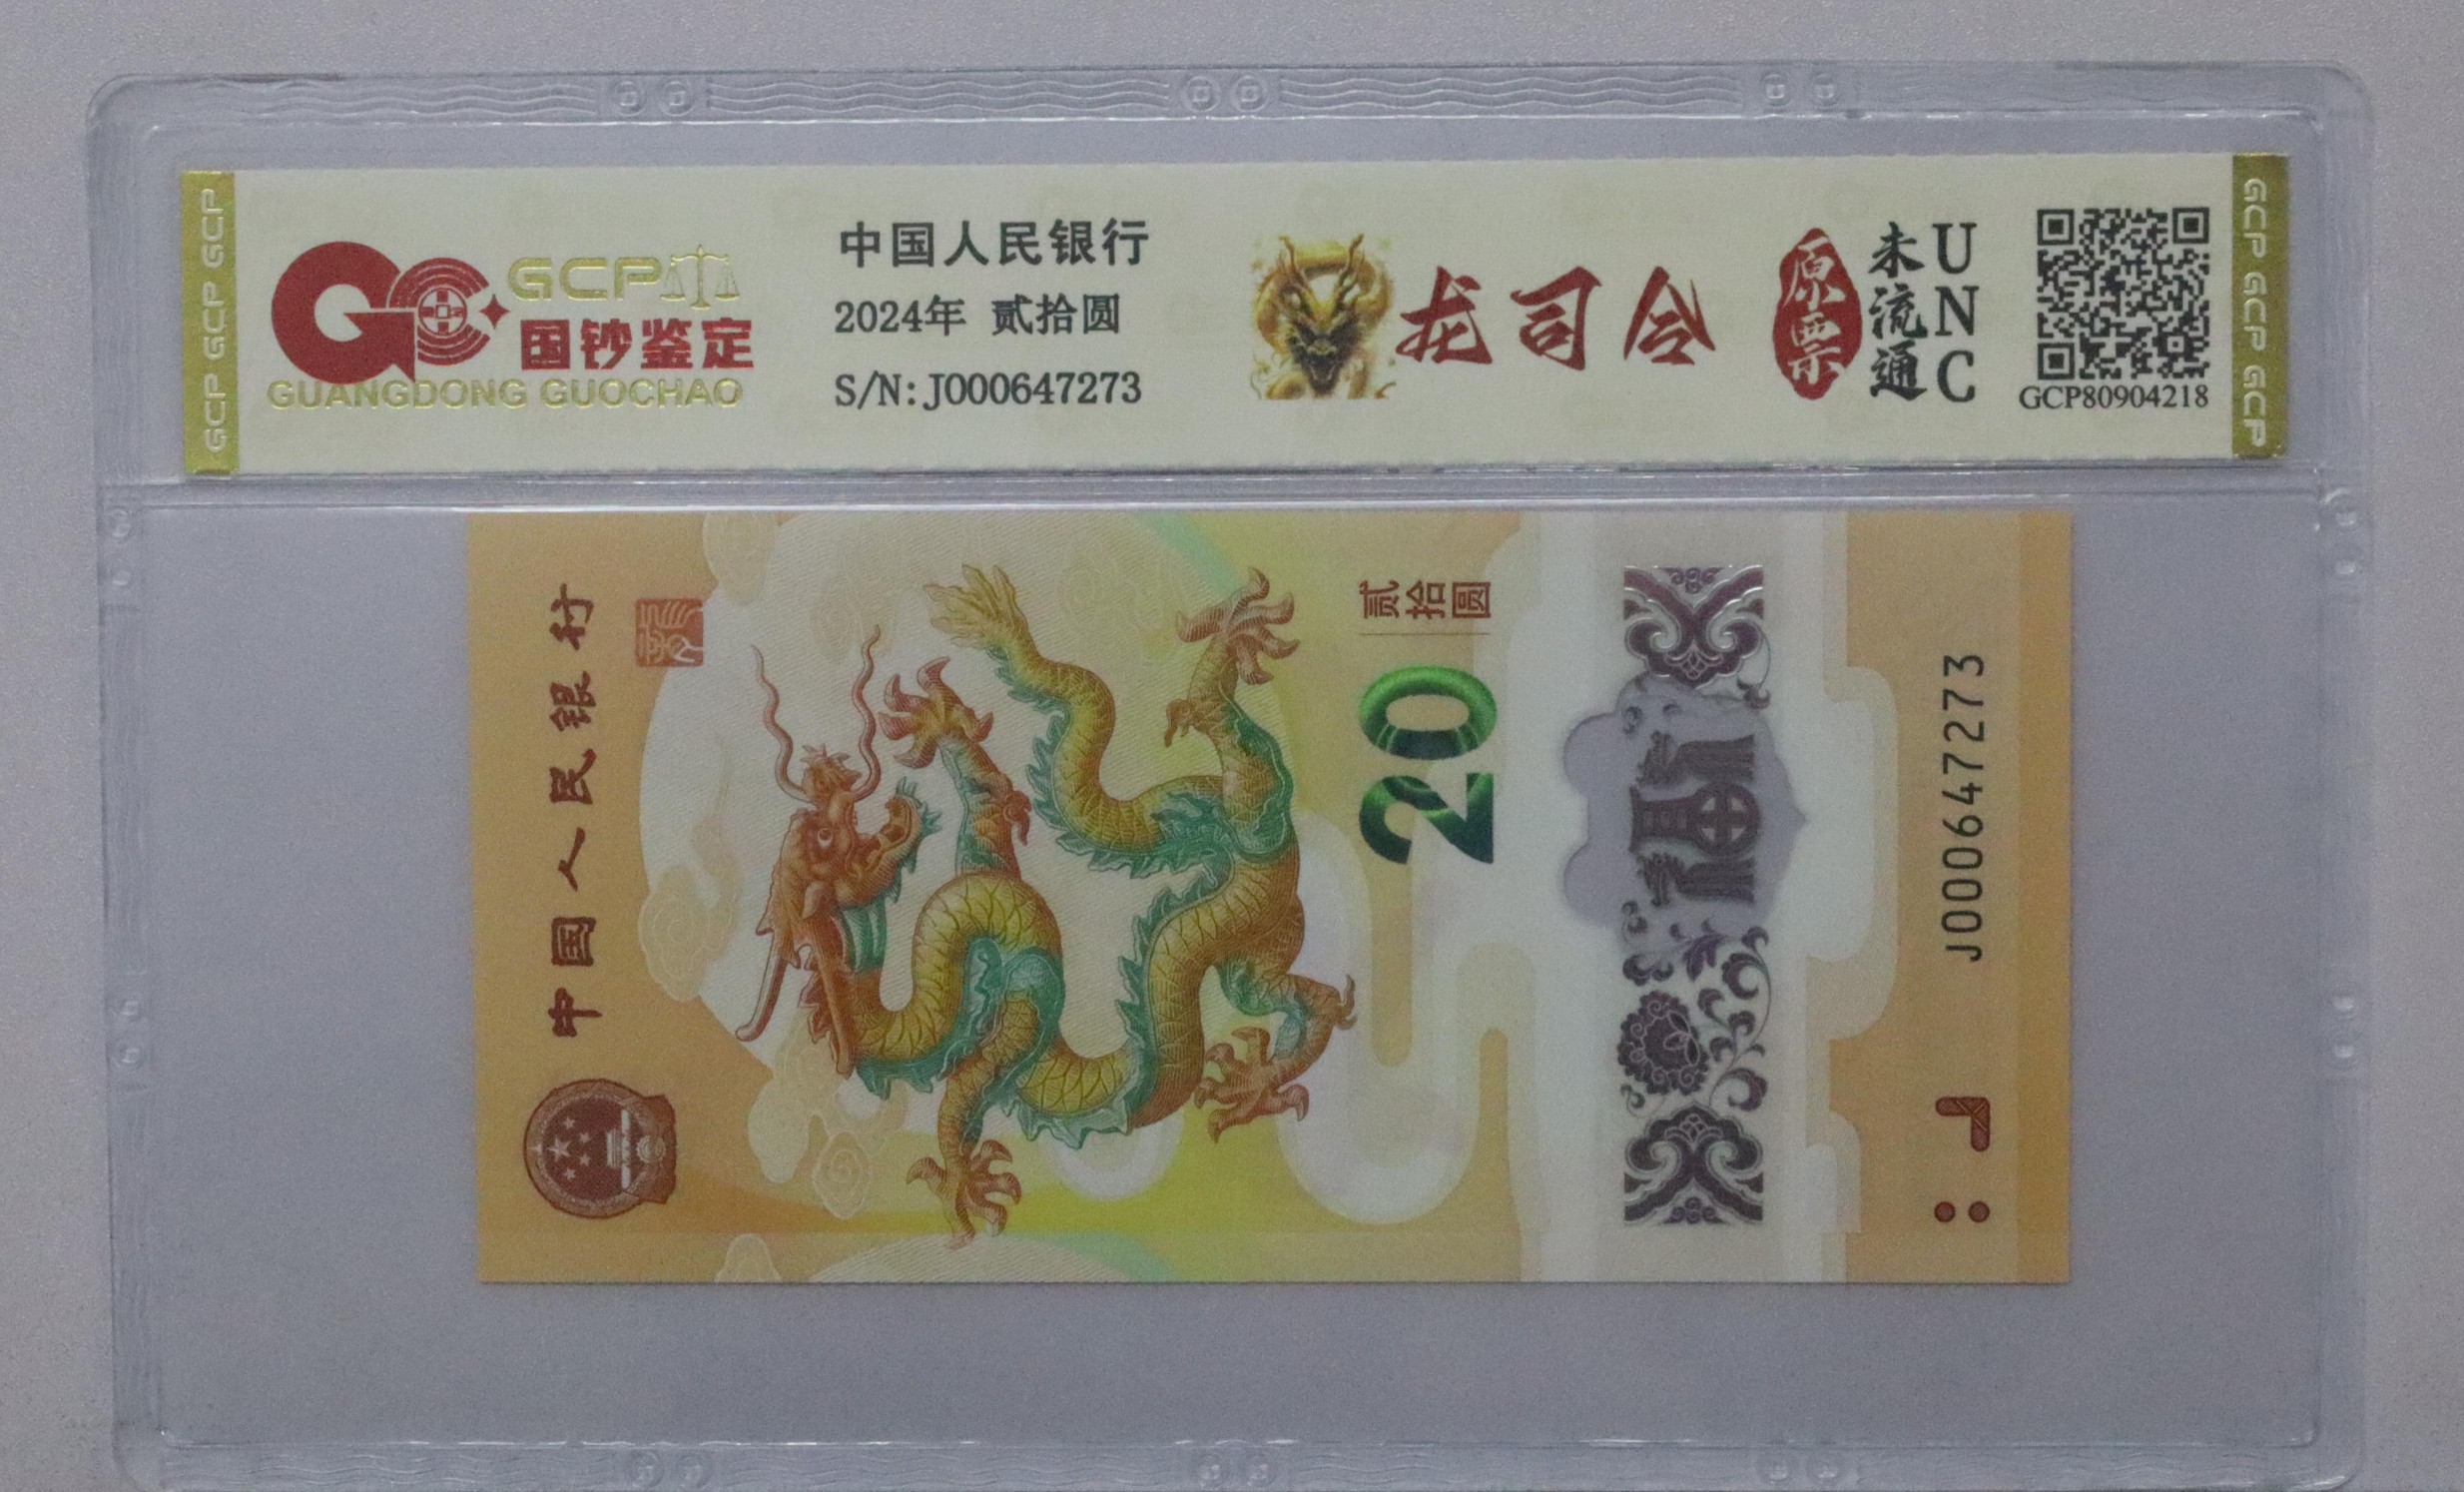 GCP GCP GCP
GCP
国钞鉴定
GUANGDONG GUOCHAO
中国人民银行
2024年 贰拾圆
S/N:J000647273
龙司令
原票
未流通
UNC
GCP80904218
GCP GCP GCP
中国人民银行
贰拾圆
20
J000647273